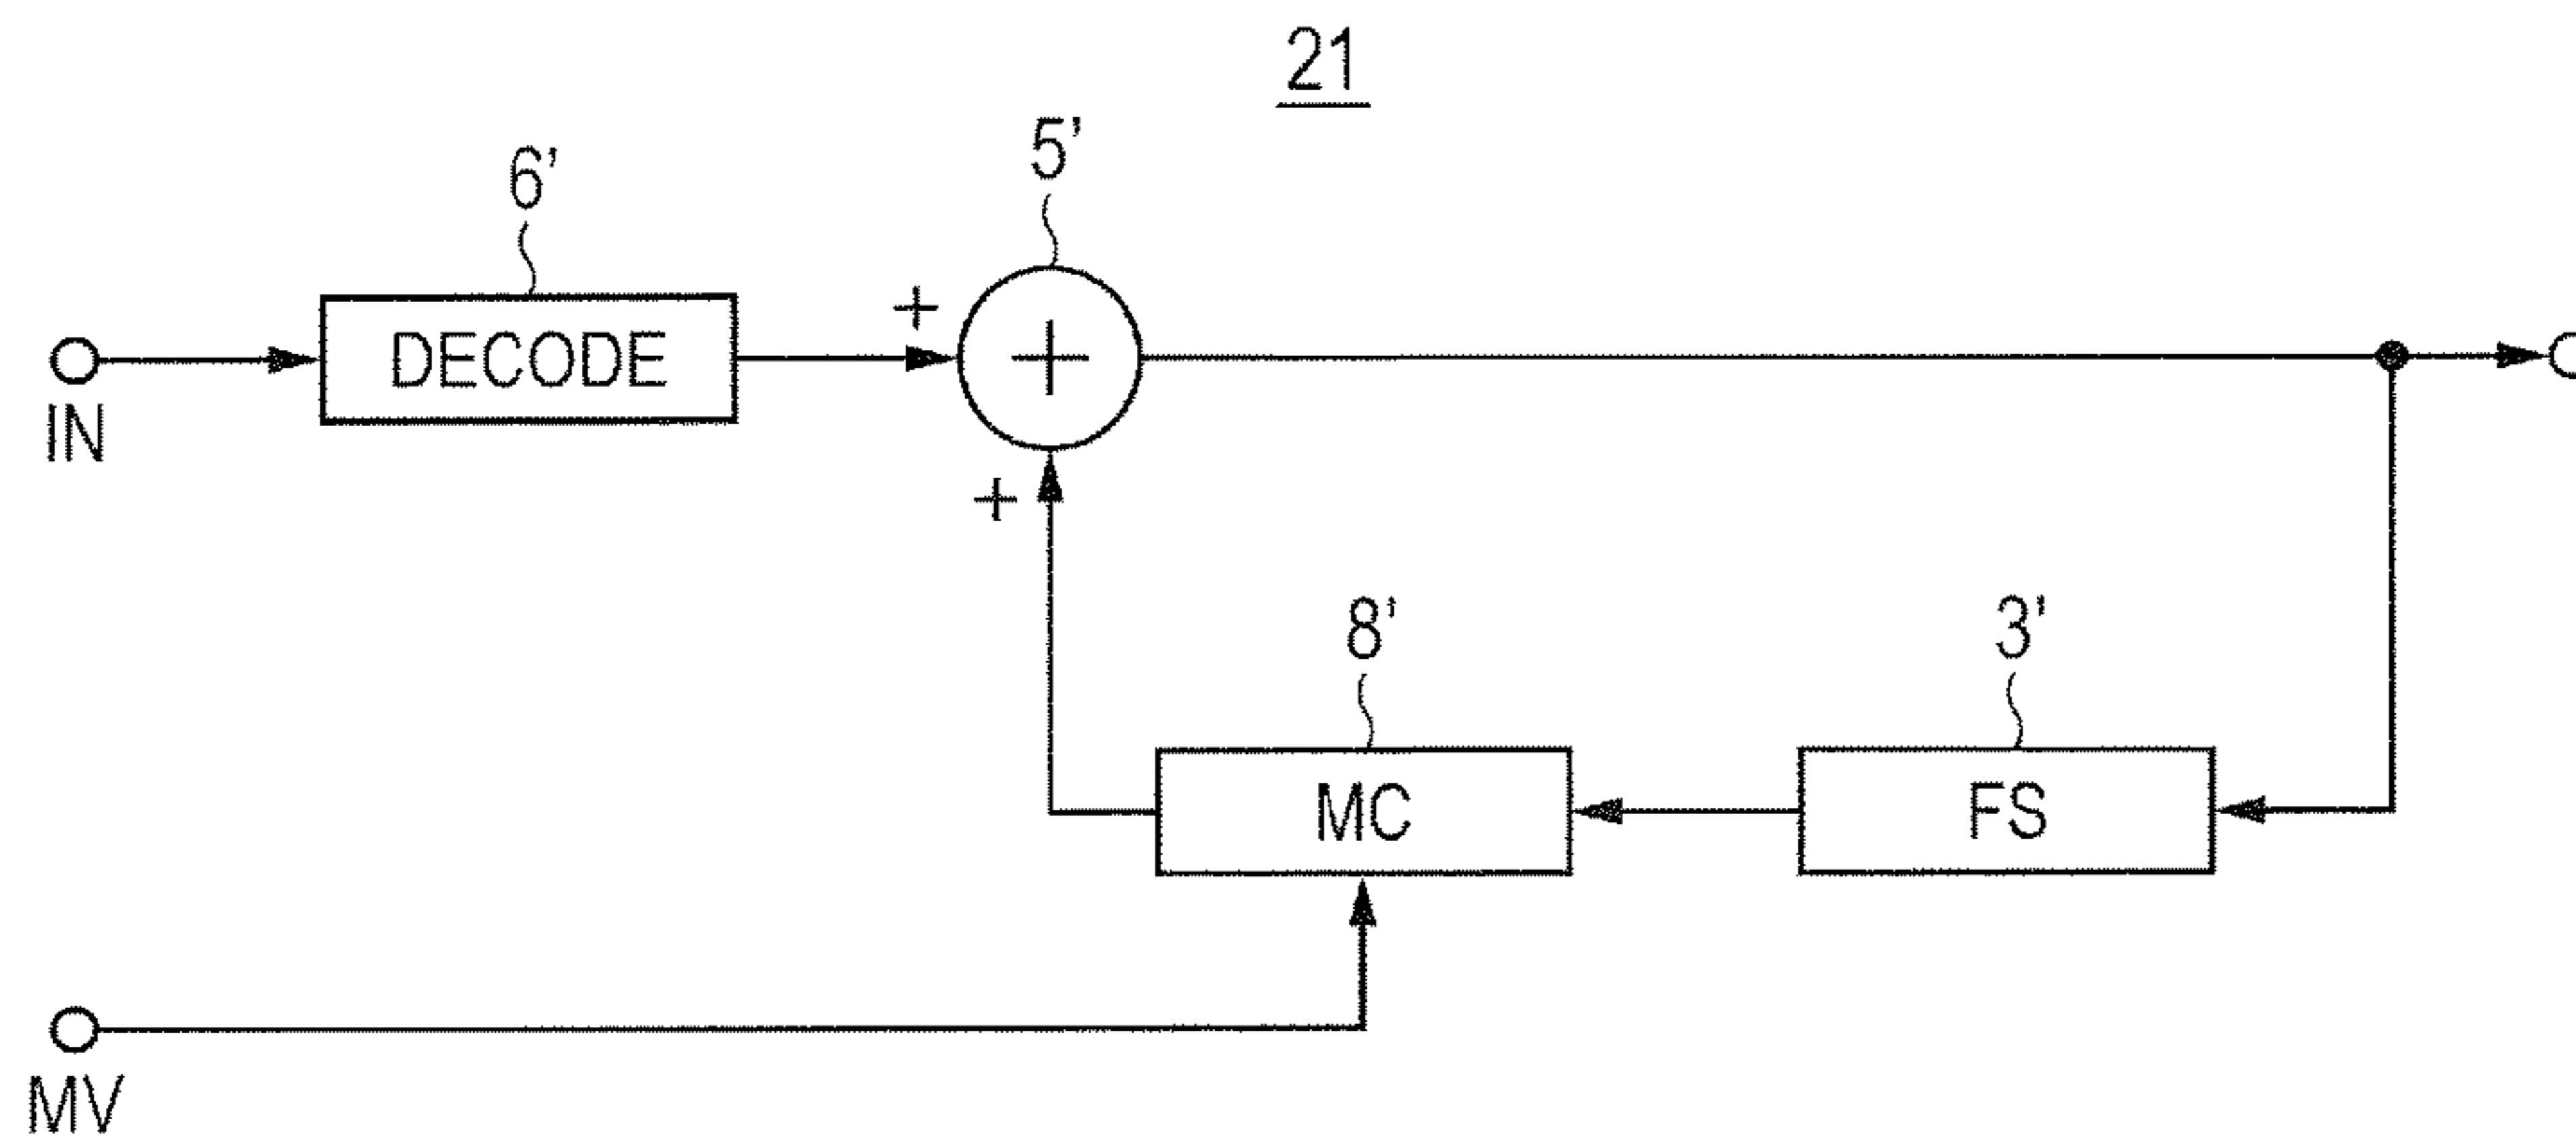 21
5'
6'
+
+
DECODE
IN
+
8'
3'
MC
FS
MV